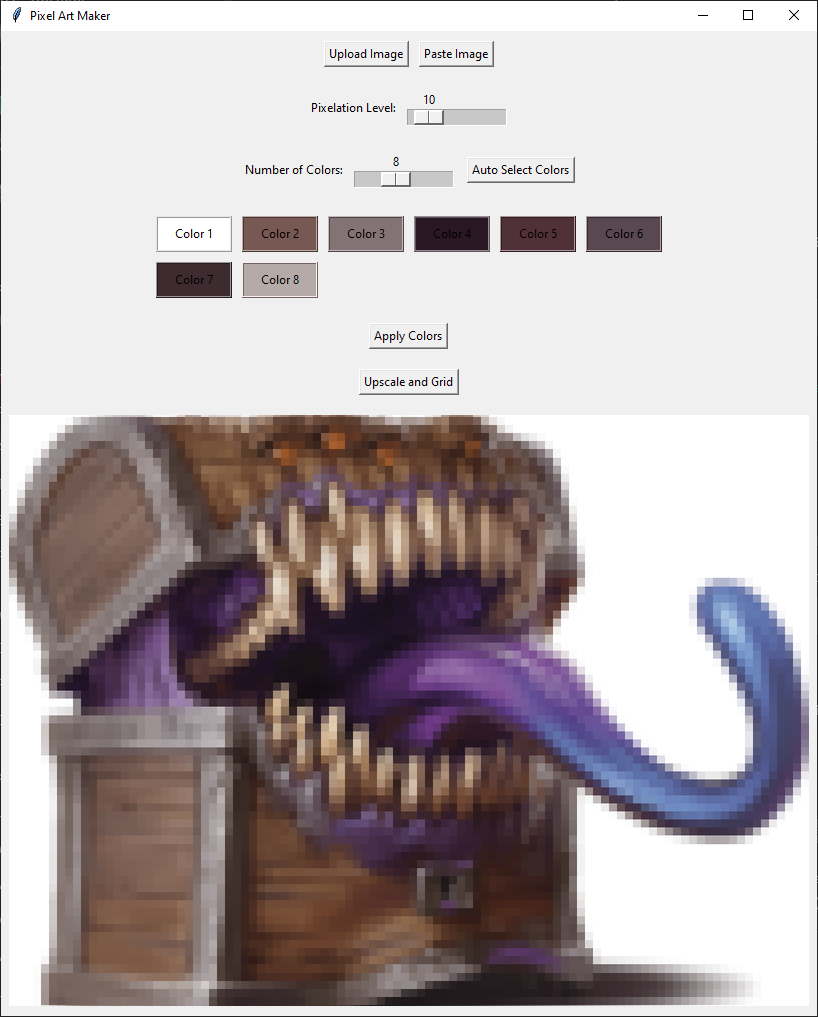 Pixel Art Maker
Upload Image Paste Image
Pixelation Level: 10
Number of Colors: 8 Auto Select Colors
Color 1 Color 2 Color 3 Color 4 Color 5 Color 6
Color 7 Color 8
Apply Colors
Upscale and Grid